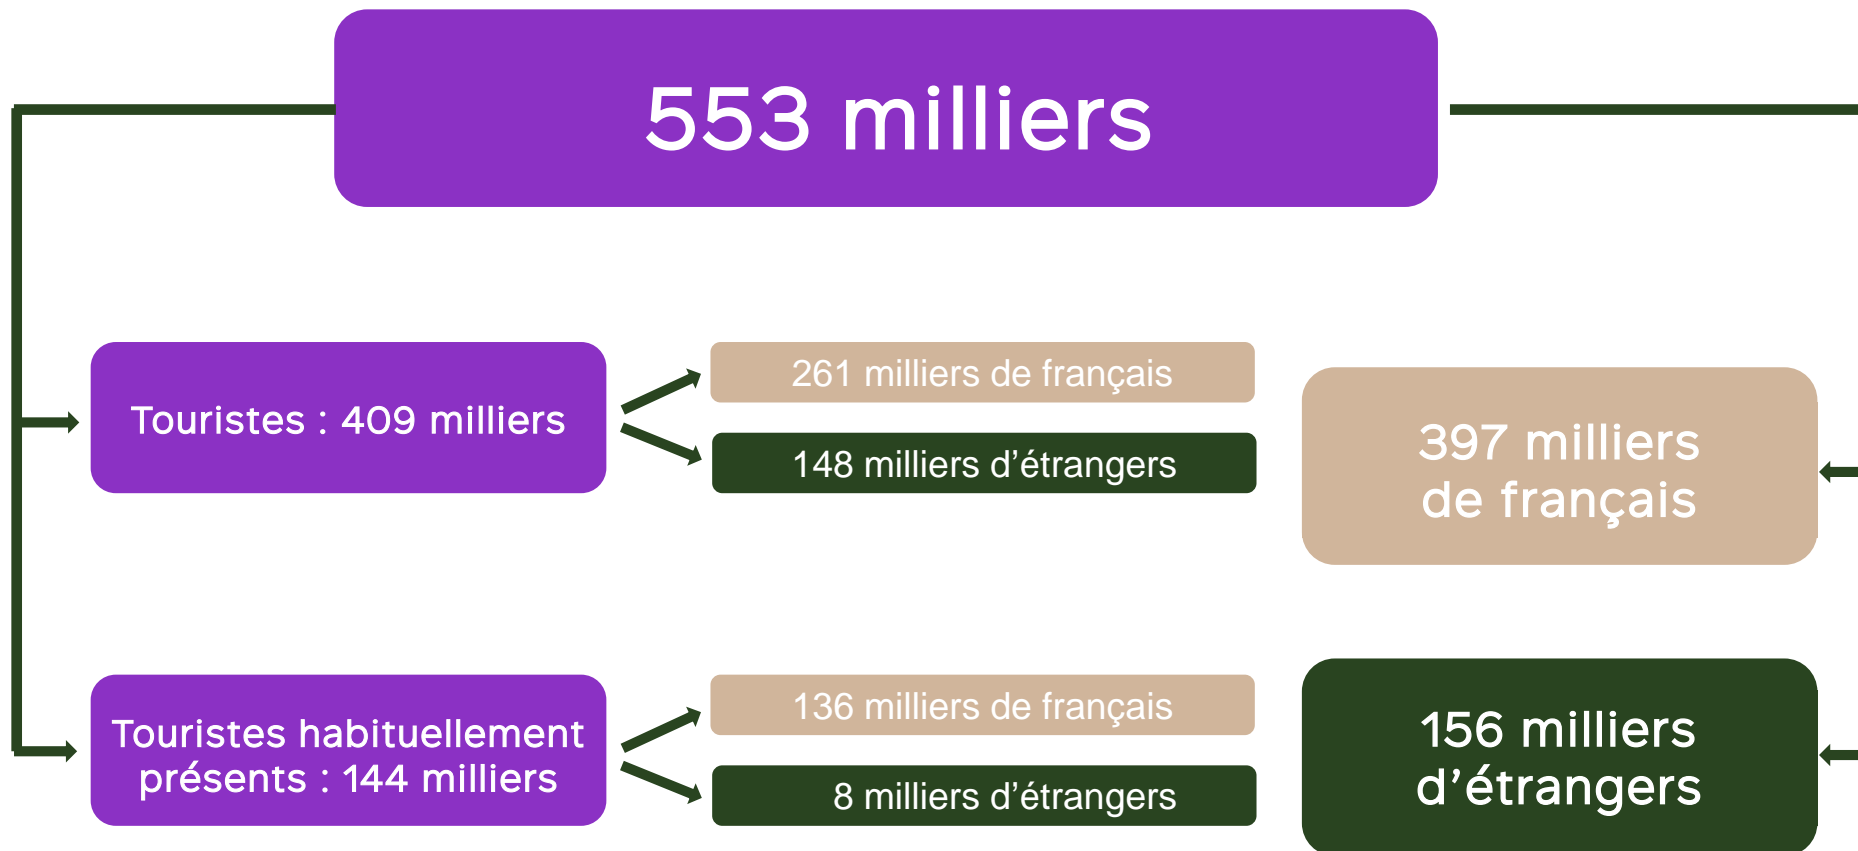 553 milliers
Touristes : 409 milliers
261 milliers de français
148 milliers d’étrangers
397 milliers
de français
Touristes habituellement
présents : 144 milliers
136 milliers de français
8 milliers d’étrangers
156 milliers
d’étrangers